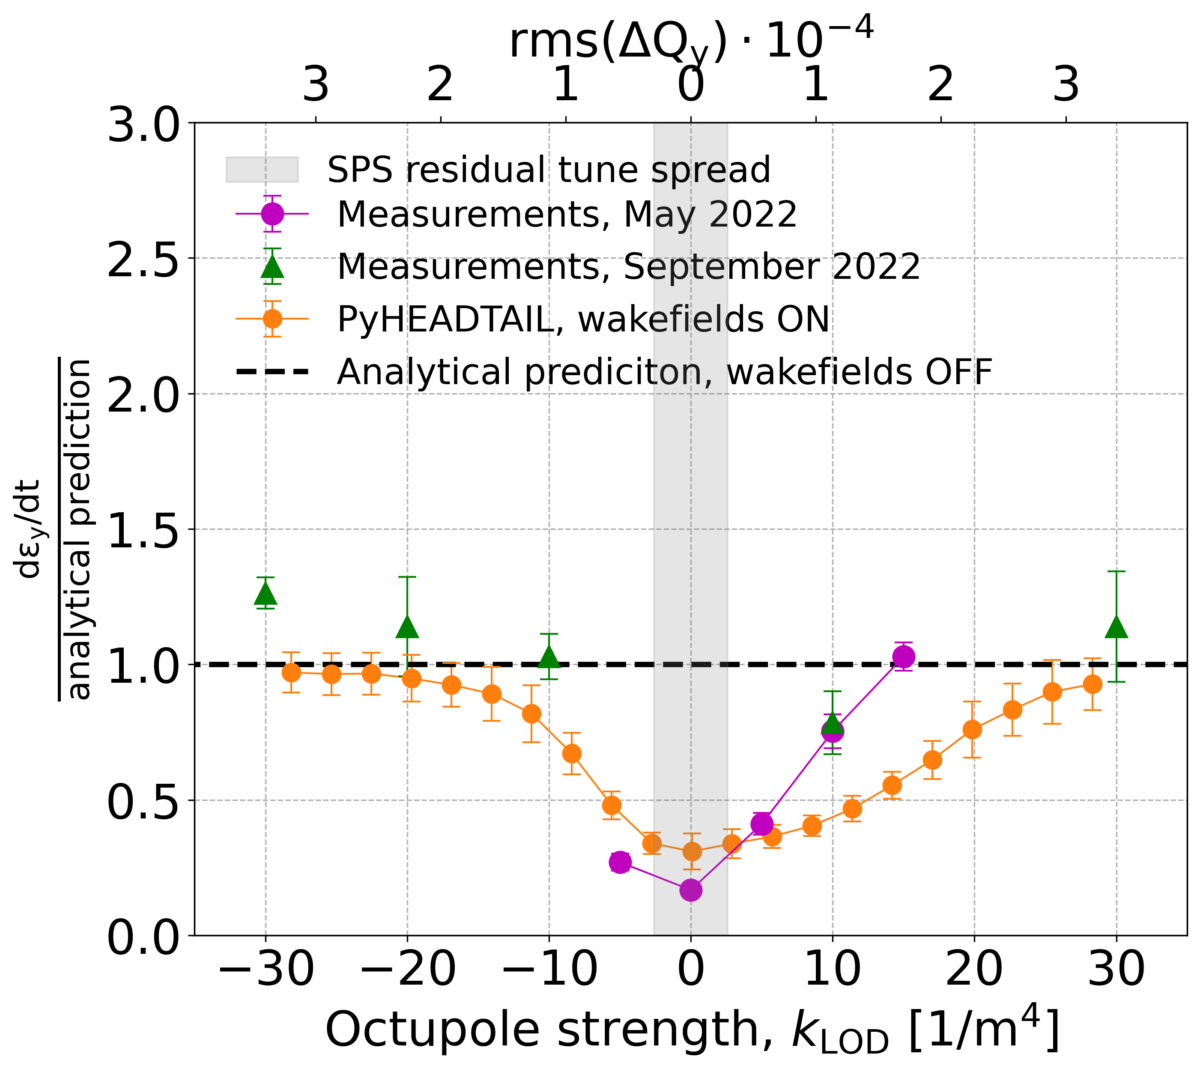 rms(ΔQy) · 10−4
3 2 1 0 1 2 3
3.0
2.5
2.0
1.5
1.0
0.5
0.0
SPS residual tune spread
Measurements, May 2022
Measurements, September 2022
PyHEADTAIL, wakefields ON
Analytical prediciton, wakefields OFF
dεy/dt
analytical prediction
−30 −20 −10 0 10 20 30
Octupole strength, kLOD [1/m4]